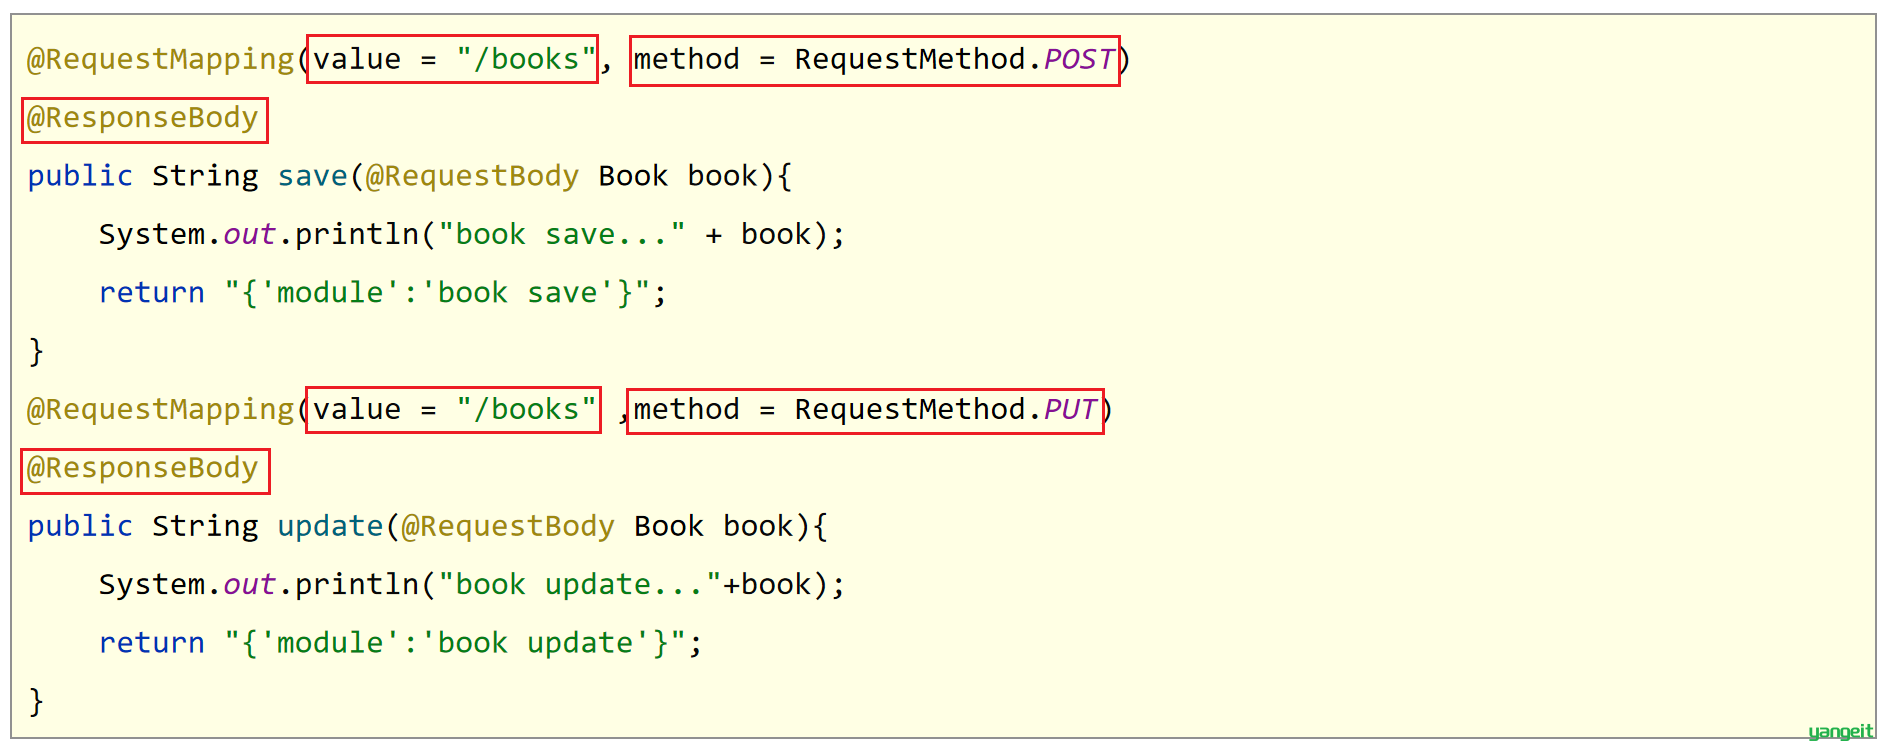 @RequestMapping(value = "/books", method = RequestMethod.POST)
@ResponseBody
public String save(@RequestBody Book book){
    System.out.println("book save..." + book);
    return "{'module':'book save'}";
}
@RequestMapping(value = "/books" ,method = RequestMethod.PUT)
@ResponseBody
public String update(@RequestBody Book book){
    System.out.println("book update..."+book);
    return "{'module':'book update'}";
}
yangeit